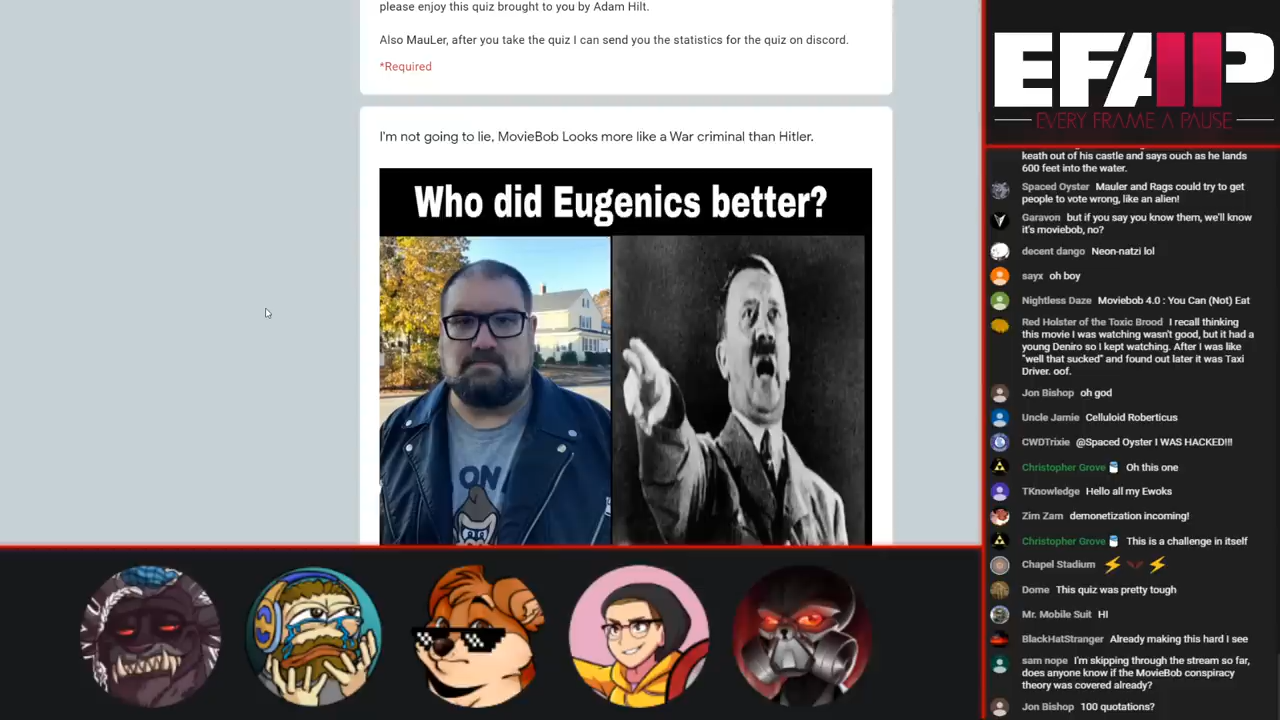 please enjoy this quiz brought to you by Adam Hilt.
Also MauLer, after you take the quiz I can send you the statistics for the quiz on discord.
*Required
I'm not going to lie, MovieBob Looks more like a War criminal than Hitler.
Who did Eugenics better?
ON
EFAP
EVERY FRAME A PAUSE
keath out of his castle and says ouch as he lands
600 feet into the water.
Spaced Oyster Mauler and Rags could try to get
people to vote wrong, like an alien!
Garavon but if you say you know them, we'll know
it's moviebob, no?
decent dango Neon-natzi lol
sayx oh boy
Nightless Daze Moviebob 4.0 : You Can (Not) Eat
Red Holster of the Toxic Brood I recall thinking
this movie I was watching wasn't good, but it had a
young Deniro so I kept watching. After I was like
"well that sucked" and found out later it was Taxi
Driver. oof.
Jon Bishop oh god
Uncle Jamie Celluloid Roberticus
CWDTrixie @Spaced Oyster I WAS HACKED!!!
Christopher Grove Oh this one
TKnowledge Hello all my Ewoks
Zim Zam demonetization incoming!
Christopher Grove This is a challenge in itself
Chapel Stadium
Dome This quiz was pretty tough
Mr. Mobile Suit HI
BlackHatStranger Already making this hard I see
sam nope I'm skipping through the stream so far,
does anyone know if the MovieBob conspiracy
theory was covered already?
Jon Bishop 100 quotations?